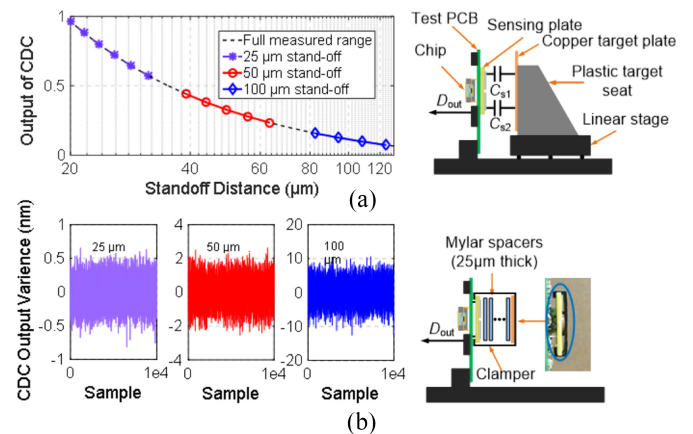 (a)
Output of CDC
1
0.5
0
Full measured range
25 µm stand-off
50 µm stand-off
100 µm stand-off
20
40
60
80
100
120
Standoff Distance (µm)
Test PCB
Sensing plate
Copper target plate
Chip
Plastic target
seat
Cs1
Cs2
Dout
Linear stage
(a)
(b)
CDC Output Varience (nm)
1
0.5
0
-0.5
-1
25 µm
0
1e4
Sample
4
2
0
-2
-4
50 µm
0
1e4
Sample
20
10
0
-10
-20
100
µm
0
1e4
Sample
Mylar spacers
(25µm thick)
Dout
Clamper
(b)